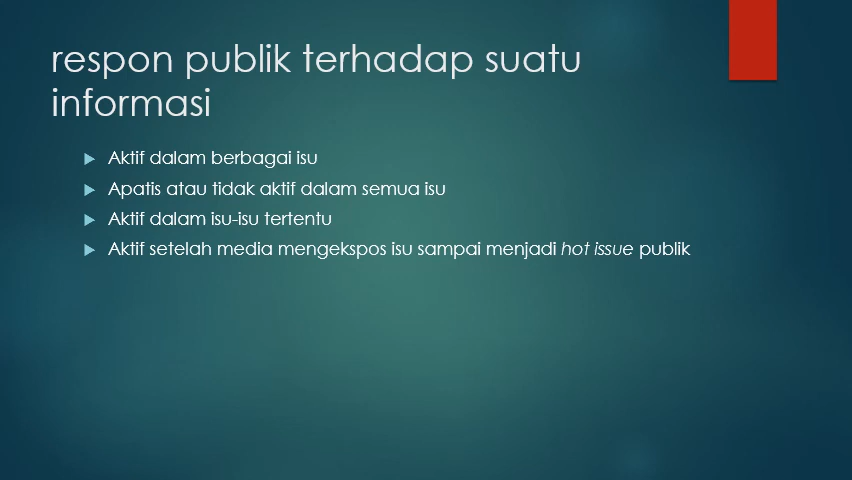 respon publik terhadap suatu
informasi
Aktif dalam berbagai isu
Apatis atau tidak aktif dalam semua isu
Aktif dalam isu-isu tertentu
Aktif setelah media mengekspos isu sampai menjadi hot issue publik